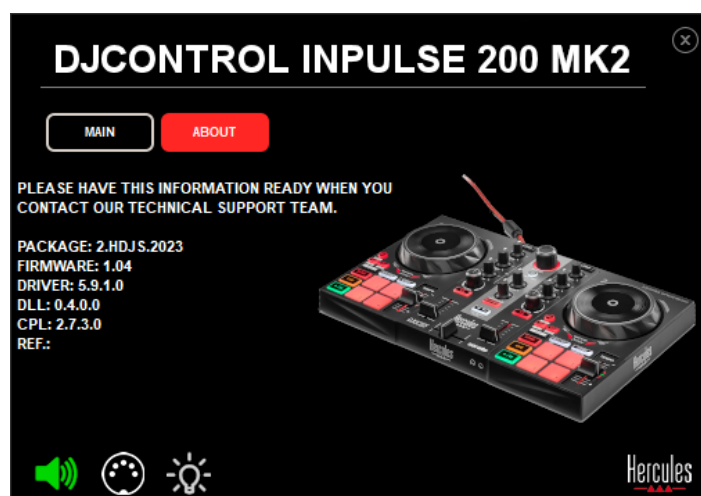 DJCONTROL INPULSE 200 MK2
MAIN
ABOUT
PLEASE HAVE THIS INFORMATION READY WHEN YOU
CONTACT OUR TECHNICAL SUPPORT TEAM.
PACKAGE: 2.HDJS.2023
FIRMWARE: 1.04
DRIVER: 5.9.1.0
DLL: 0.4.0.0
CPL: 2.7.3.0
REF.:
Hercules
Hercules
Hercules